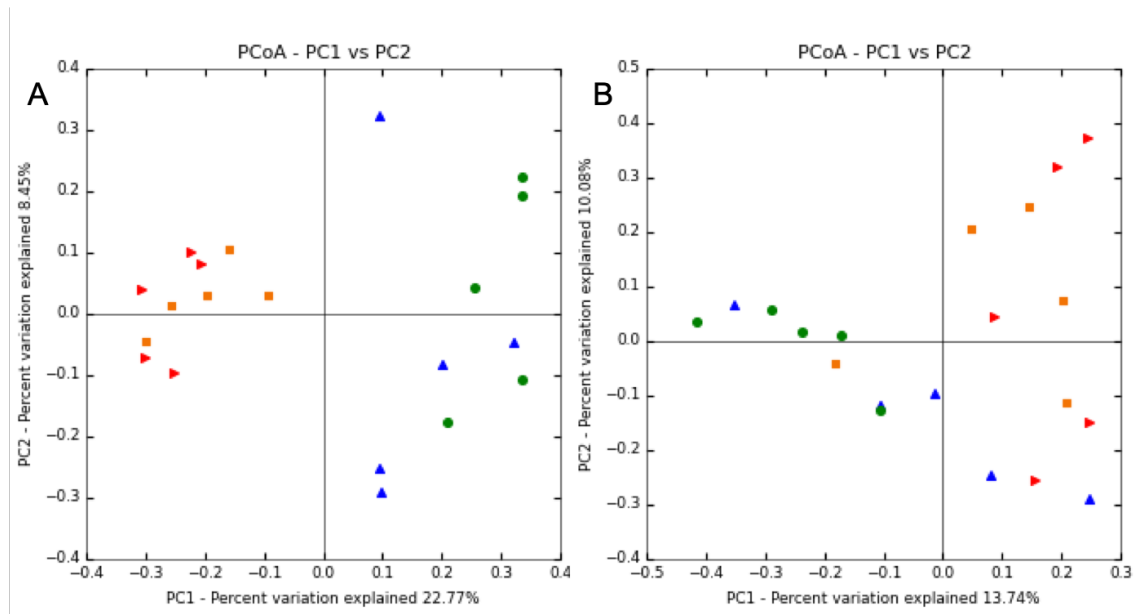 PCoA - PC1 vs PC2
A
0.4
0.3
0.2
0.1
0.0
−0.1
−0.2
−0.3
−0.4
PC2 - Percent variation explained 8.45%
−0.4 −0.3 −0.2 −0.1 0.0 0.1 0.2 0.3 0.4
PC1 - Percent variation explained 22.77%
PCoA - PC1 vs PC2
B
0.5
0.4
0.3
0.2
0.1
0.0
−0.1
−0.2
−0.3
−0.4
PC2 - Percent variation explained 10.08%
−0.5 −0.4 −0.3 −0.2 −0.1 0.0 0.1 0.2 0.3
PC1 - Percent variation explained 13.74%